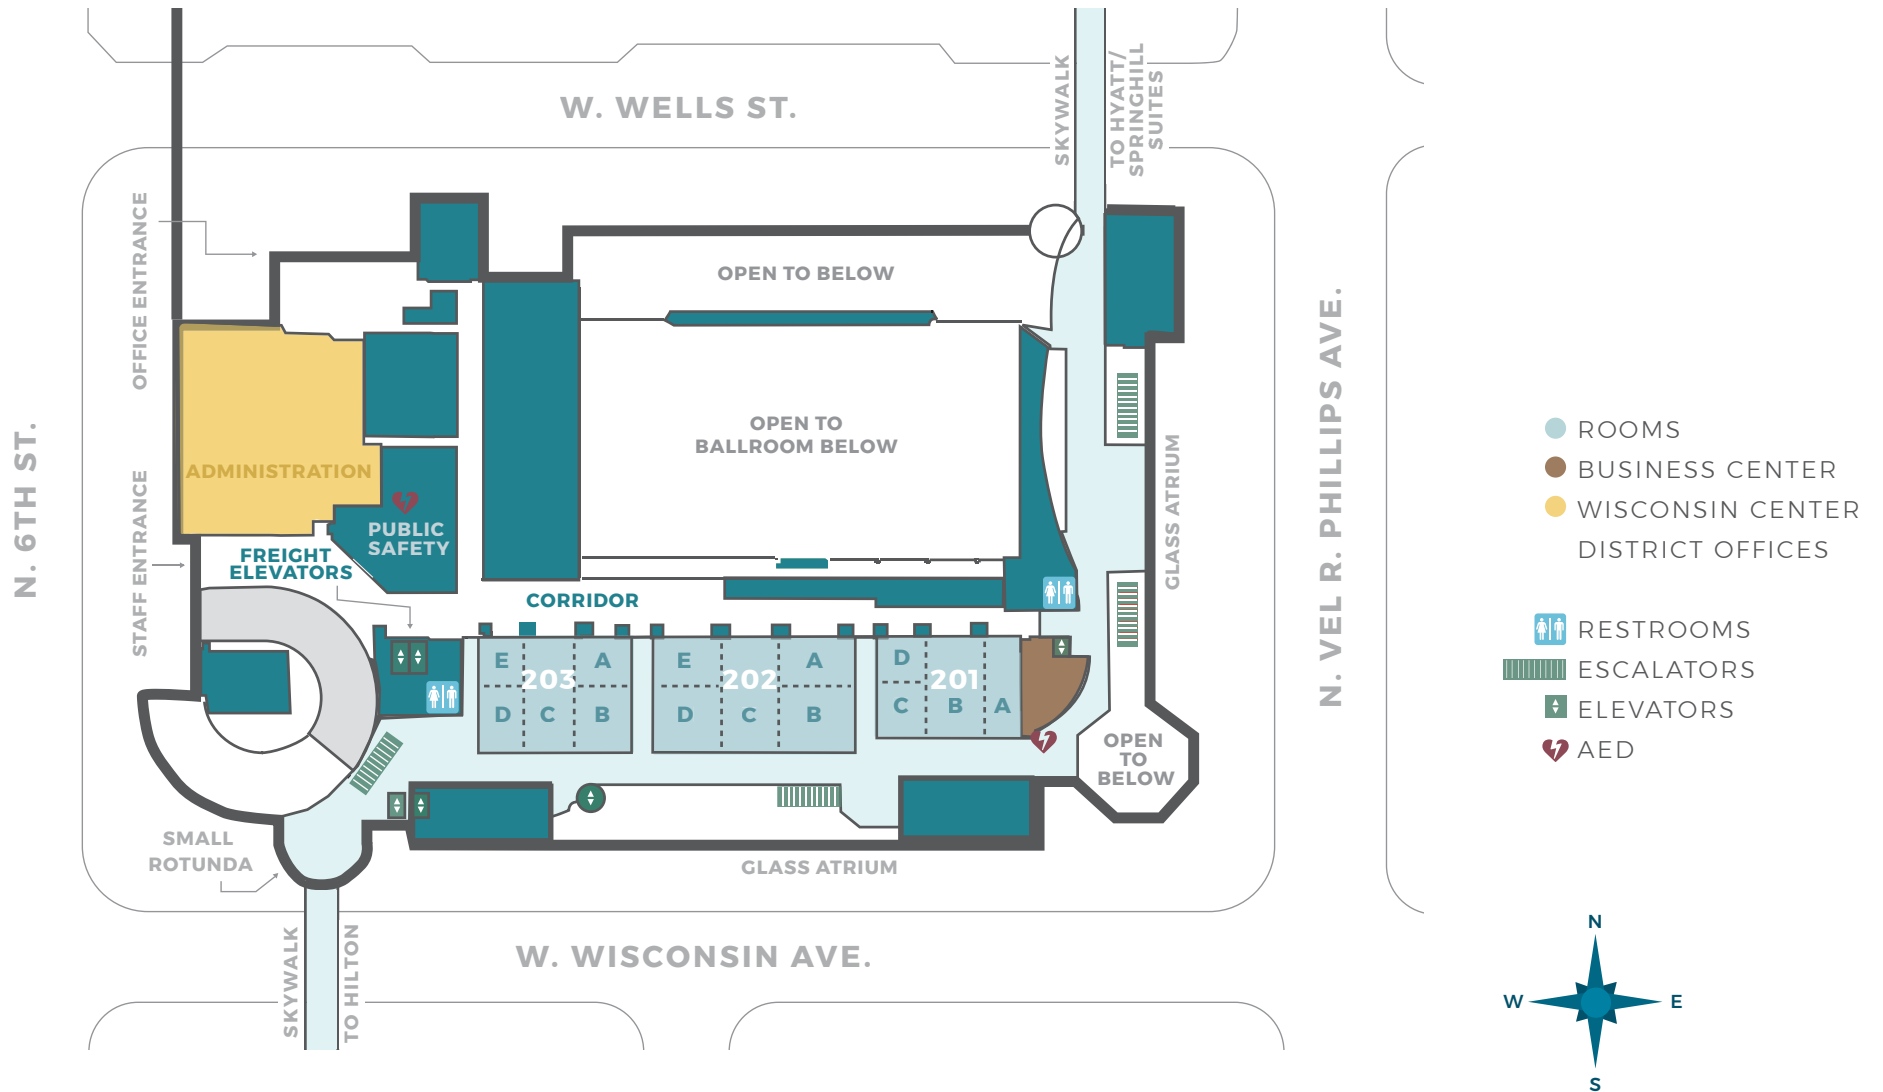 W. WELLS ST.
SKYWALK
TO HYATT/
SPRINGHILL
SUITES
OFFICE ENTRANCE
OPEN TO BELOW
OPEN TO
BALLROOM BELOW
ADMINISTRATION
PUBLIC
SAFETY
FREIGHT
ELEVATORS
CORRIDOR
STAFF ENTRANCE
N. 6TH ST.
GLASS ATRIUM
N. VEL R. PHILLIPS AVE.
E
A
203
D
C
B
E
A
202
D
C
B
D
201
C
B
A
OPEN
TO
BELOW
SMALL
ROTUNDA
GLASS ATRIUM
W. WISCONSIN AVE.
SKYWALK
TO HILTON
ROOMS
BUSINESS CENTER
WISCONSIN CENTER
DISTRICT OFFICES
RESTROOMS
ESCALATORS
ELEVATORS
AED
N
W
E
S